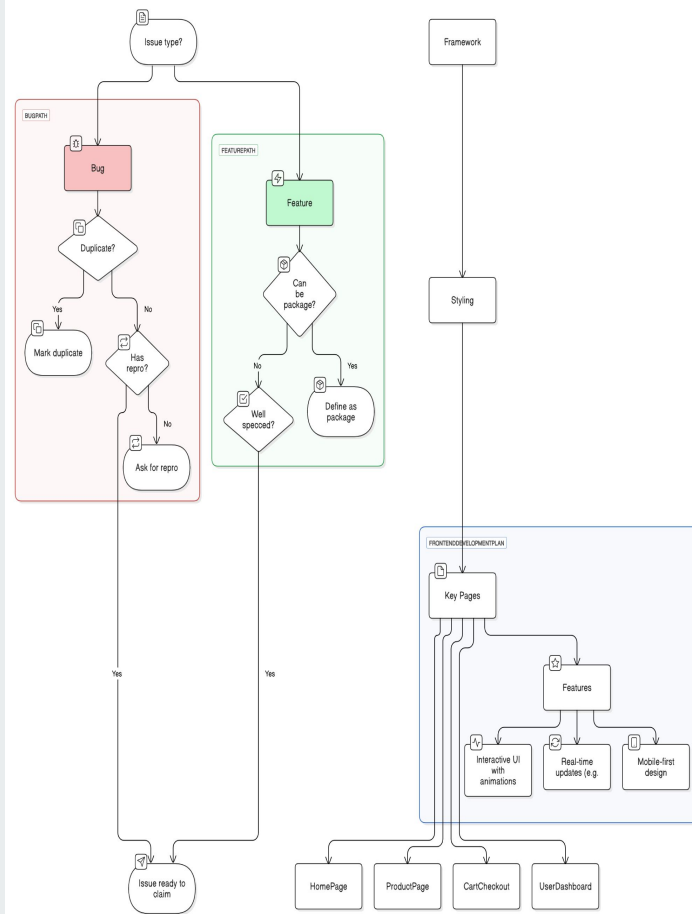 Issue type?
Framework
BUGPATH
Bug
FEATUREPATH
Feature
Duplicate?
Can
be
package?
Styling
Yes
No
Mark duplicate
Has
repro?
No
Yes
Well
specced?
Define as
package
No
Ask for repro
FRONTENDDEVELOPMENTPLAN
Key Pages
Yes
Yes
Features
Interactive UI
with
animations
Real-time
updates (e.g.
Mobile-first
design
Issue ready to
claim
HomePage
ProductPage
CartCheckout
UserDashboard